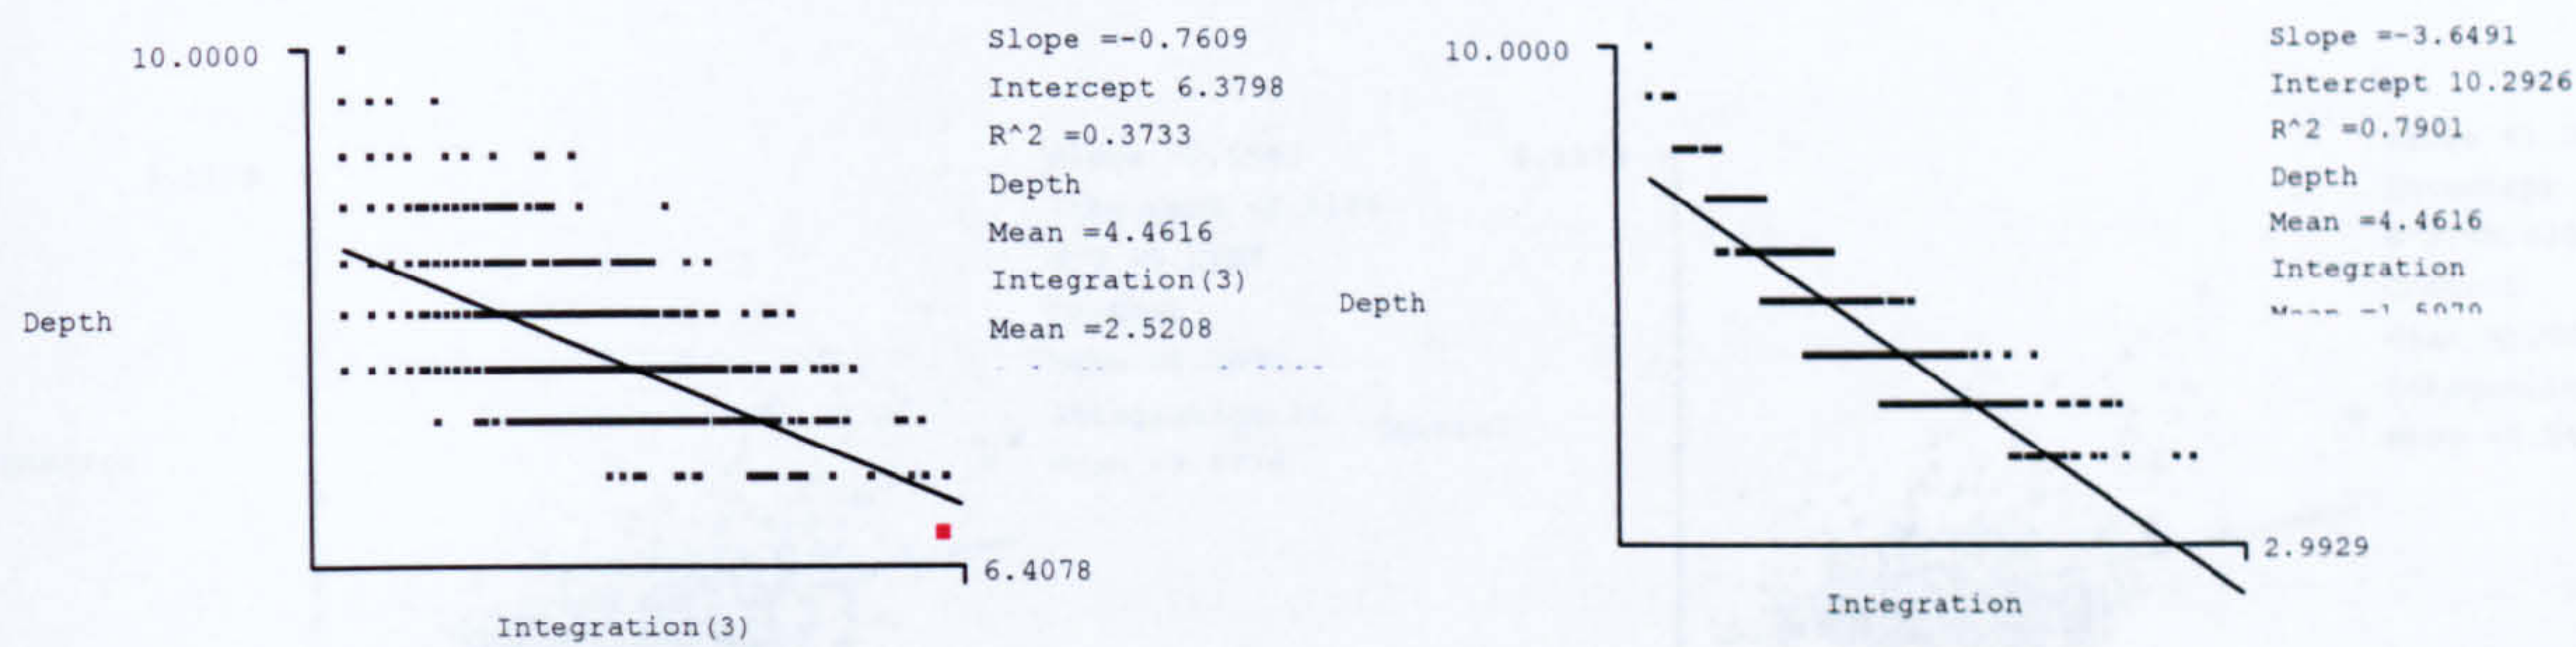 10.0000
Depth
Slope =-0.7609
Intercept 6.3798
R^2 =0.3733
Depth
Mean =4.4616
Integration(3)
Mean =2.5208
6.4078
Integration(3)
10.0000
Depth
Slope =-3.6491
Intercept 10.2926
R^2 =0.7901
Depth
Mean =4.4616
Integration
2.9929
Integration